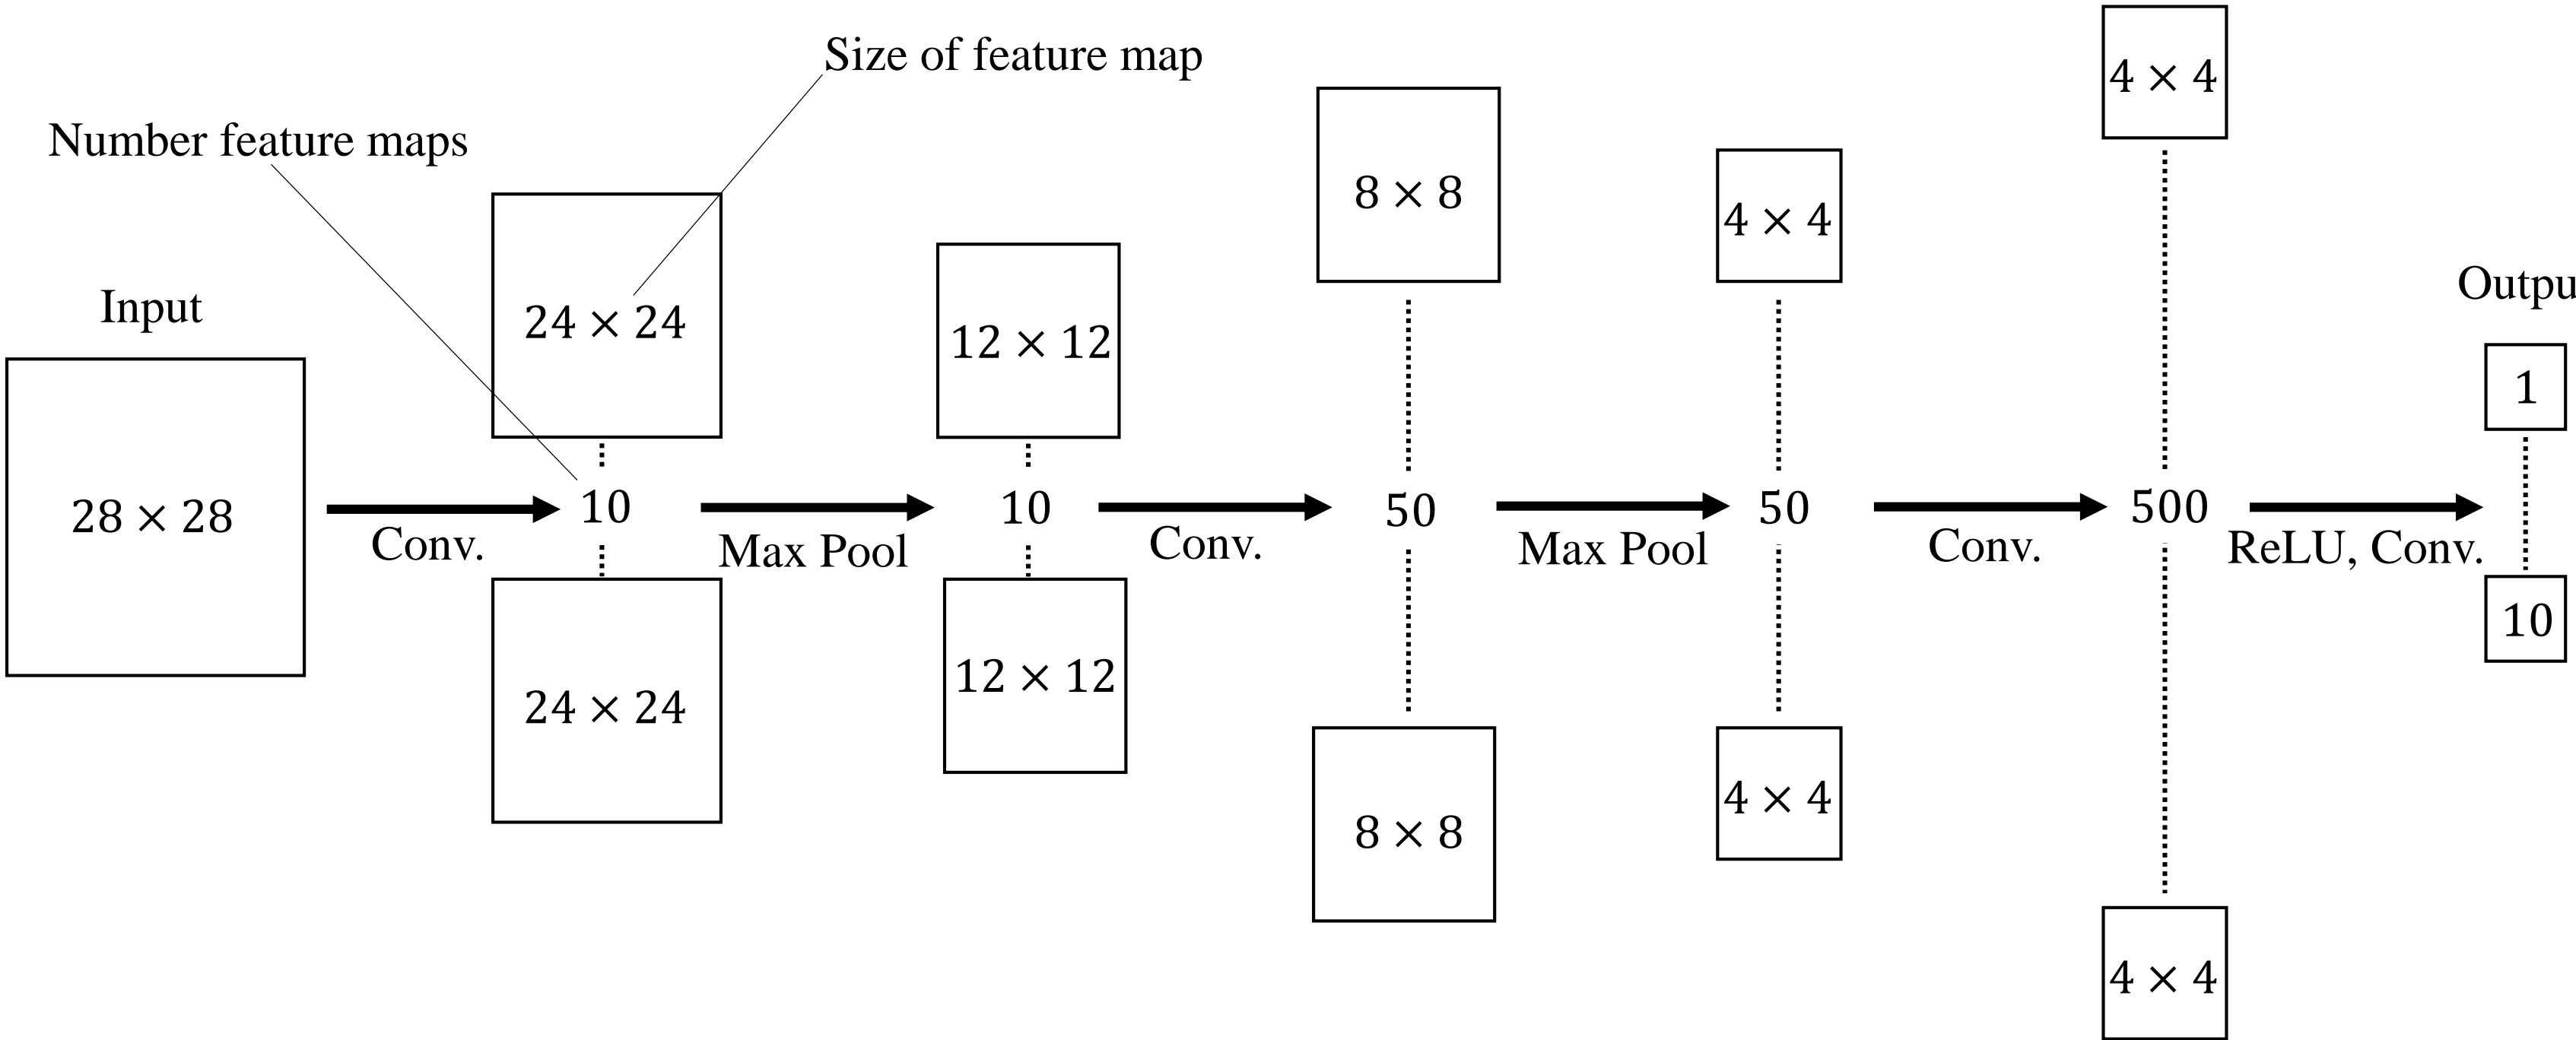 Size of feature map
Number feature maps
Input
28 × 28
Conv.
24 × 24
10
24 × 24
Max Pool
12 × 12
10
12 × 12
Conv.
8 × 8
50
8 × 8
Max Pool
4 × 4
50
4 × 4
Conv.
4 × 4
500
4 × 4
ReLU, Conv.
Outpu
1
10